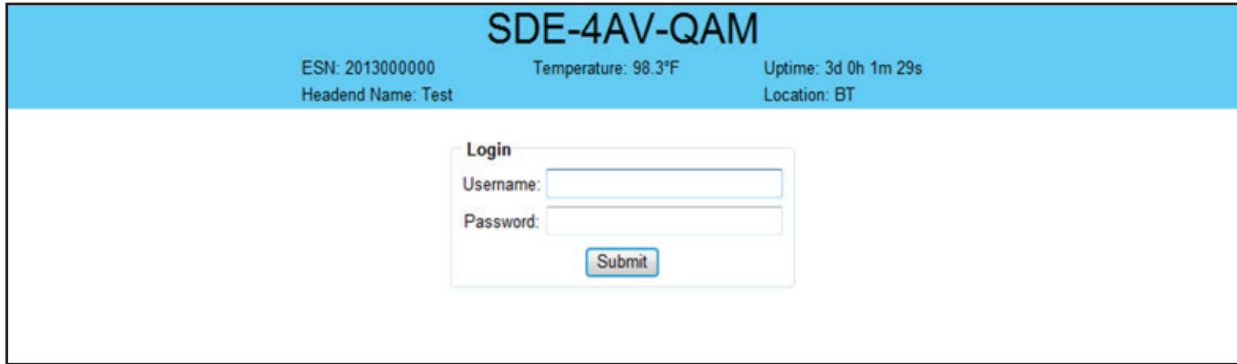 SDE-4AV-QAM
ESN: 2013000000 Temperature: 98.3°F Uptime: 3d 0h 1m 29s
Headend Name: Test Location: BT
Login
Username:
Password:
Submit